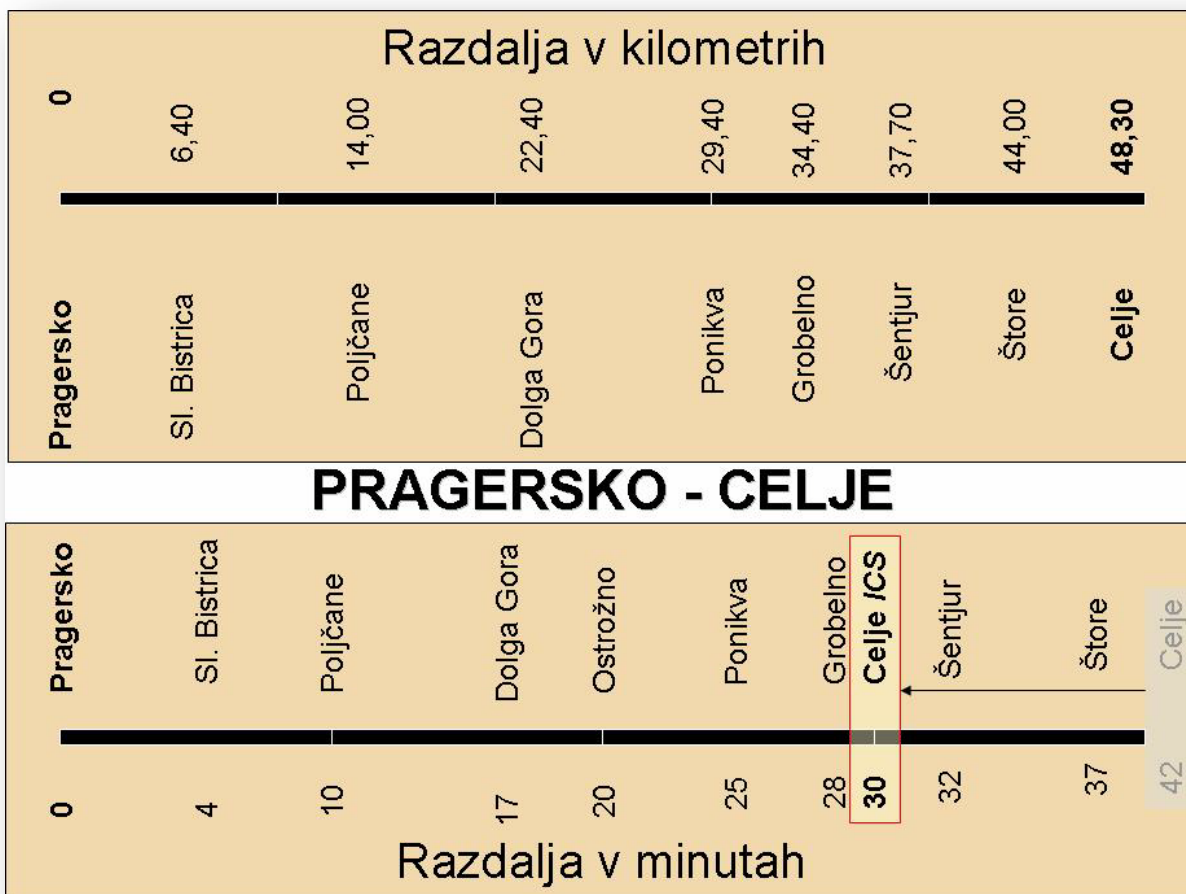 Razdalja v kilometrih
0
6,40
14,00
22,40
29,40
34,40
37,70
44,00
48,30
Pragersko
Sl. Bistrica
Poljčane
Dolga Gora
Ponikva
Grobelno
Šentjur
Štore
Celje
PRAGERSKO - CELJE
Pragersko
Sl. Bistrica
Poljčane
Dolga Gora
Ostrožno
Ponikva
Grobelno
Celje ICS
Šentjur
Štore
Celje
0
4
10
17
20
25
28
30
32
37
42
Razdalja v minutah